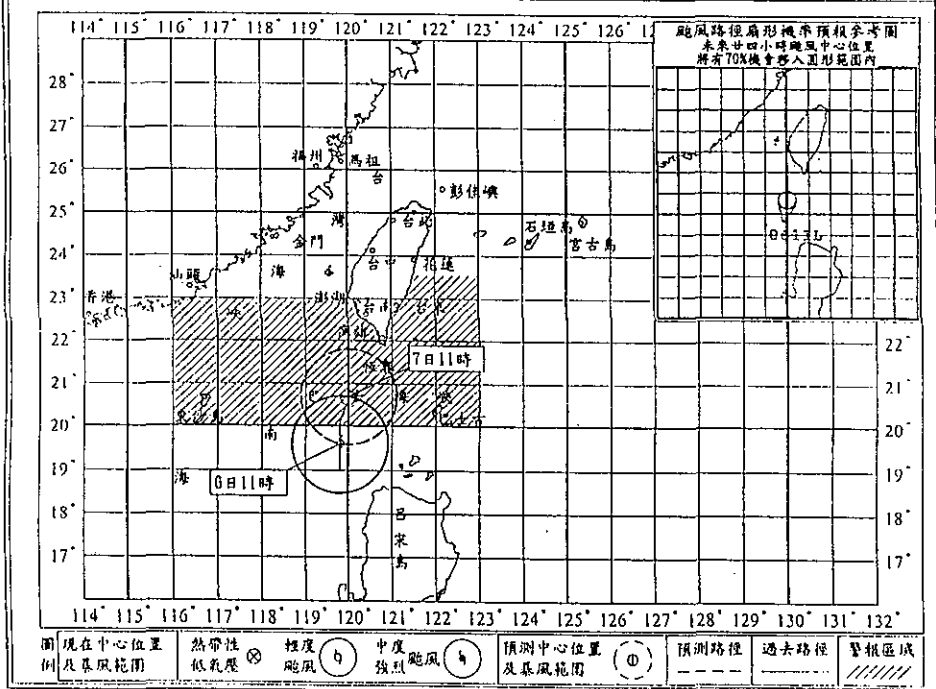 114° 115° 116° 117° 118° 119° 120° 121° 122° 123° 124° 125° 126°
颱風路徑扇形機率預報參考圖
未來廿四小時颱風中心位置
將有70%機會移入圓形範圍內
28°
27°
26°
25°
24°
23°
22°
21°
20°
19°
18°
17°
福州
馬祖
台
彭佳嶼
灣
台北
金門
石垣島
宮古島
台中
花蓮
海
汕頭
香港
澎湖
台南
台東
峽
高雄
7日11時
恆春
巴
士
海
峽
東沙島
巴士古
南
海
6日11時
呂
宋
島
22°
21°
20°
19°
18°
17°
114° 115° 116° 117° 118° 119° 120° 121° 122° 123° 124° 125° 126° 127° 128° 129° 130° 131° 132°
圖例
現在中心位置及暴風範圍
熱帶性低氣壓
輕度颱風
中度強烈颱風
預測中心位置及暴風範圍
預測路徑
過去路徑
警報區域